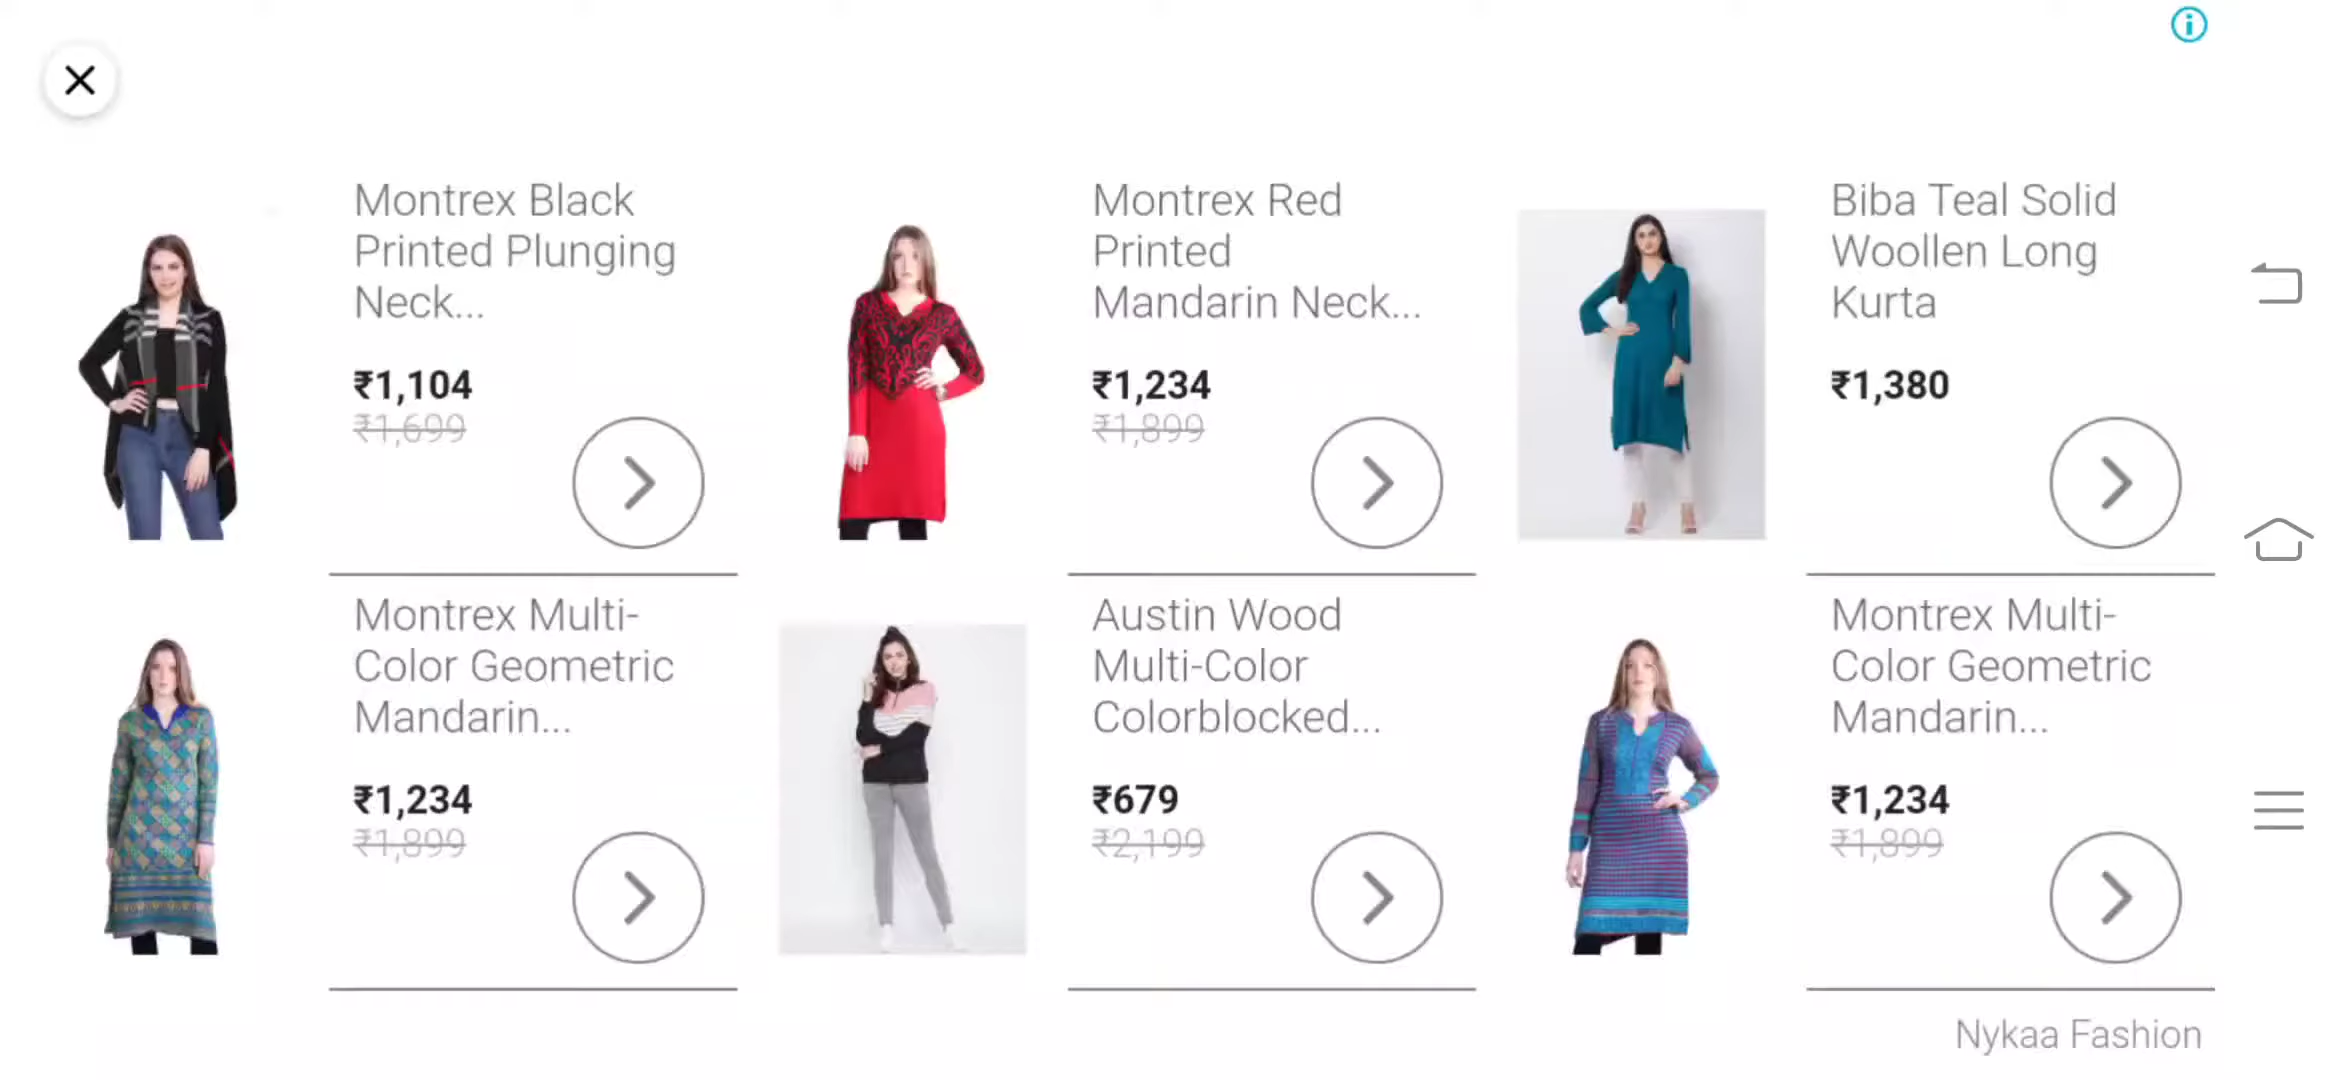 Montrex Black
Printed Plunging
Neck...
₹1,104
₹1,699
Montrex Red
Printed
Mandarin Neck...
₹1,234
₹1,899
Biba Teal Solid
Woollen Long
Kurta
₹1,380
Montrex Multi-
Color Geometric
Mandarin...
₹1,234
₹1,899
Austin Wood
Multi-Color
Colorblocked...
₹679
₹2,199
Montrex Multi-
Color Geometric
Mandarin...
₹1,234
₹1,899
Nykaa Fashion